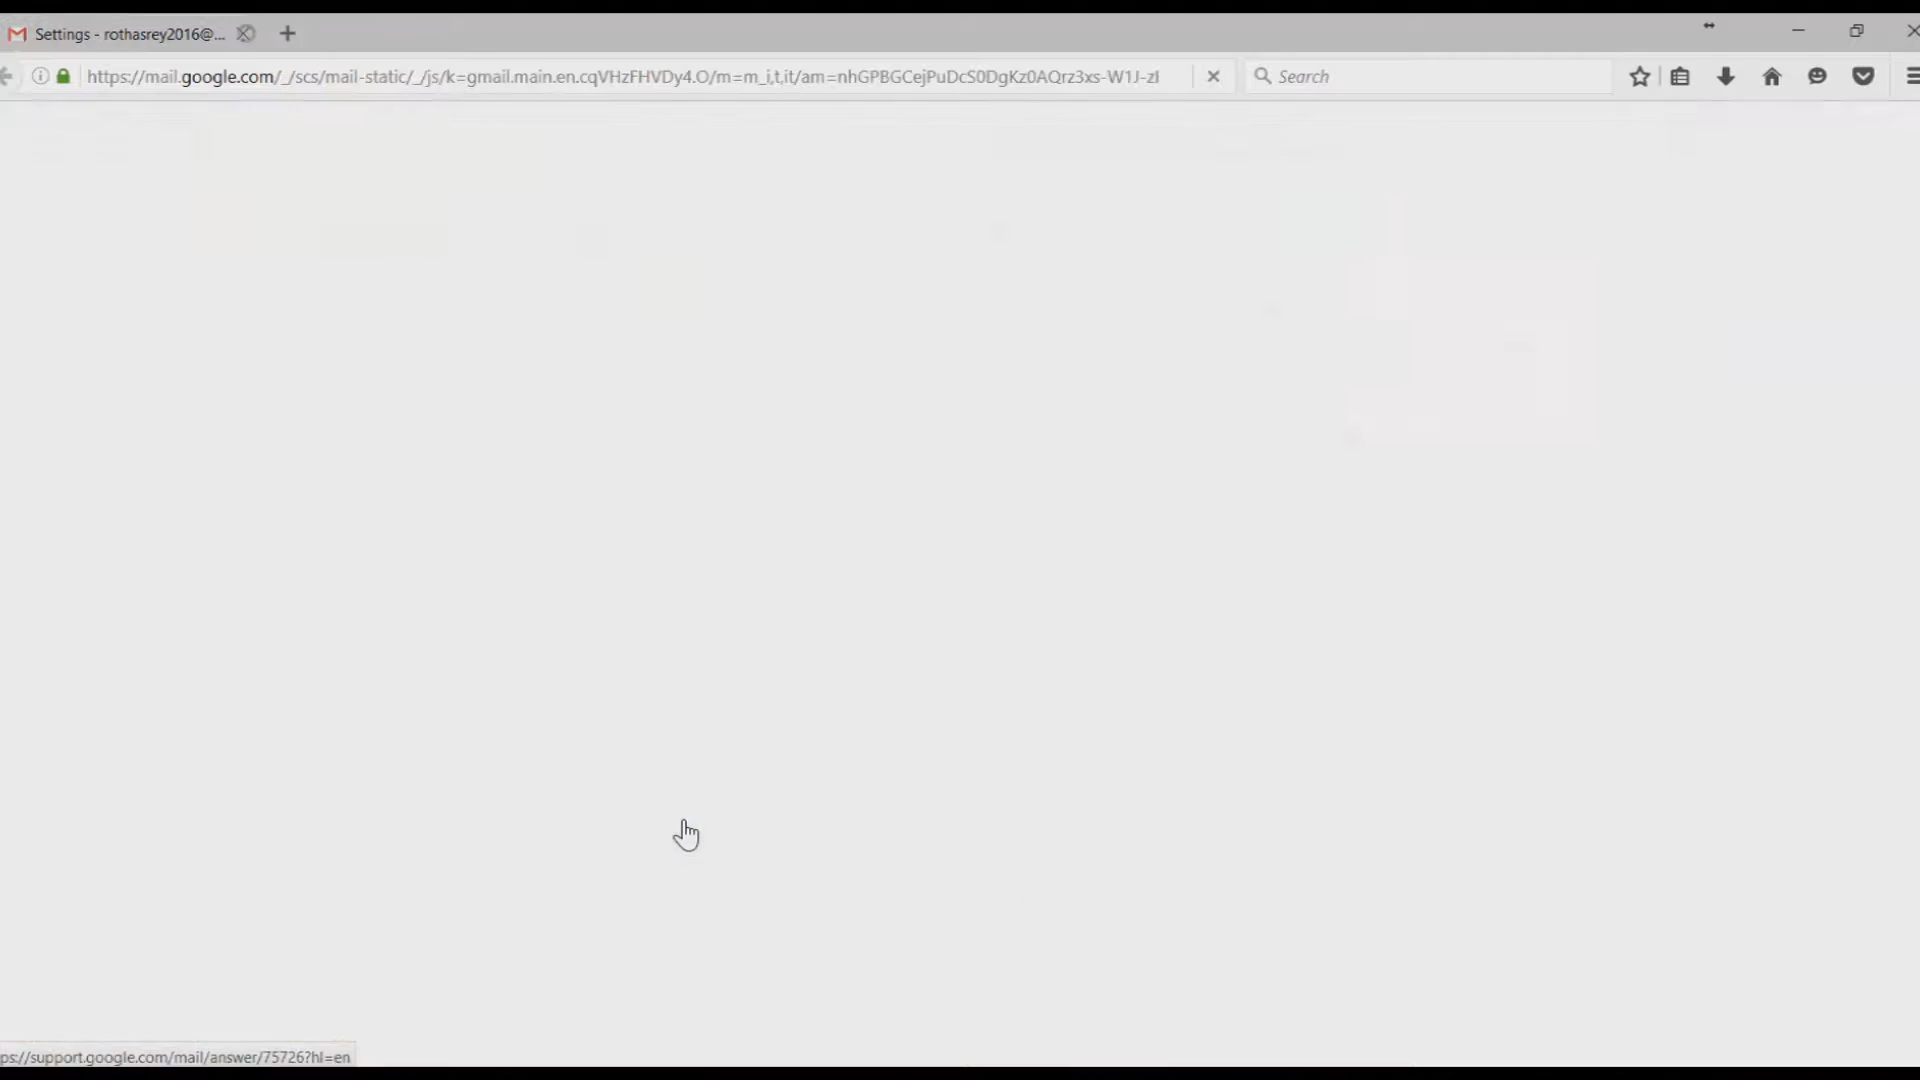 Settings - rothasrey2016@...
https://mail.google.com/_/scs/mail-static/_/js/k=gmail.main.en.cqVHzFHVDy4.O/m=m_i,t,it/am=nhGPBGCejPuDcS0DgKz0AQrz3xs-W1J-zI
Search
ps://support.google.com/mail/answer/75726?hl=en